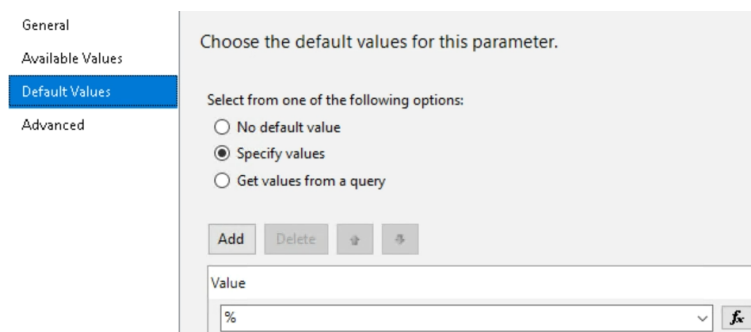 General
Available Values
Default Values
Advanced
Choose the default values for this parameter.
Select from one of the following options:
No default value
Specify values
Get values from a query
Add Delete
Value
% fx